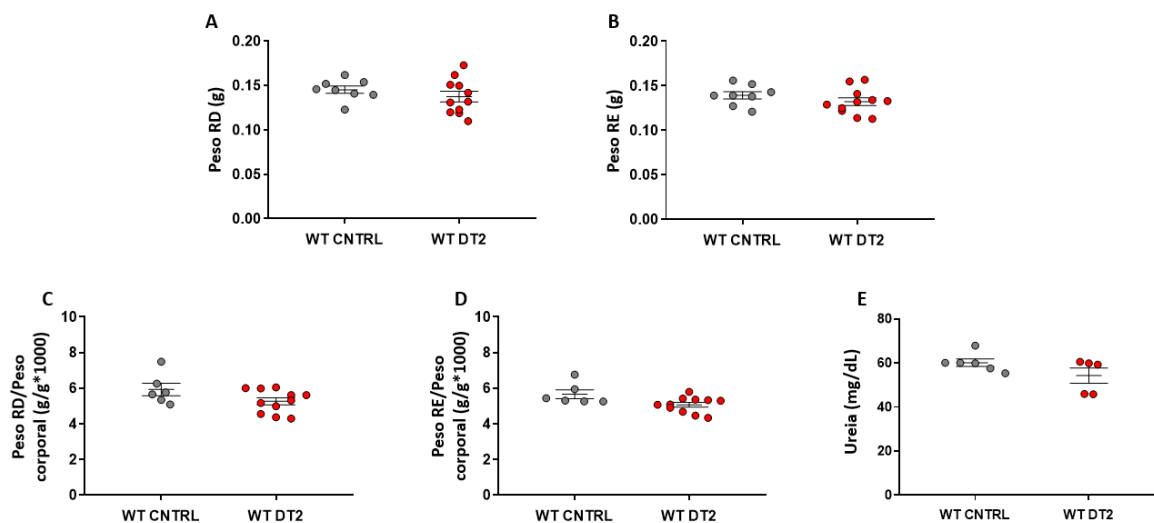 A
Peso RD (g)
0.20
0.15
0.10
0.05
0.00
WT CNTRL WT DT2
B
Peso RE (g)
0.20
0.15
0.10
0.05
0.00
WT CNTRL WT DT2
C
Peso RD/Peso
corporal (g/g*1000)
10
8
6
4
2
0
WT CNTRL WT DT2
D
Peso RE/Peso
corporal (g/g*1000)
10
8
6
4
2
0
WT CNTRL WT DT2
E
Ureia (mg/dL)
80
60
40
20
0
WT CNTRL WT DT2